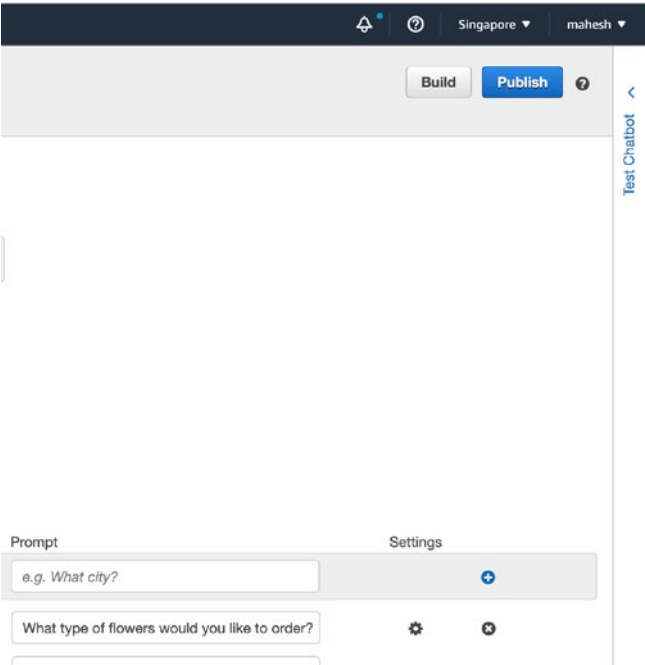 Singapore ▼ mahesh ▼
Build Publish
Test Chatbot
Prompt Settings
e.g. What city?
What type of flowers would you like to order?